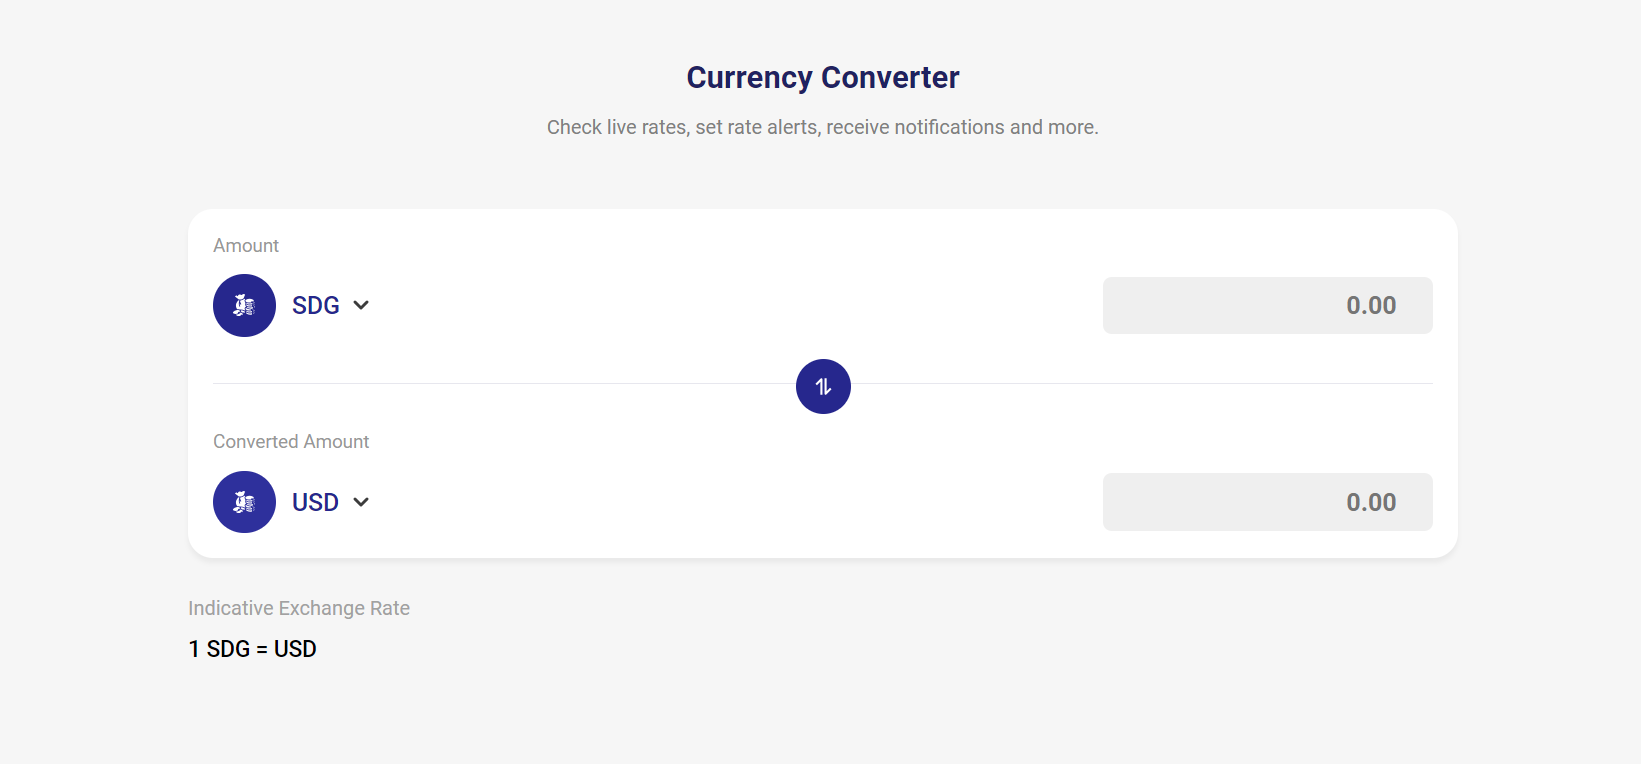 Currency Converter
Check live rates, set rate alerts, receive notifications and more.
Amount
SDG
0.00
Converted Amount
USD
0.00
Indicative Exchange Rate
1 SDG = USD